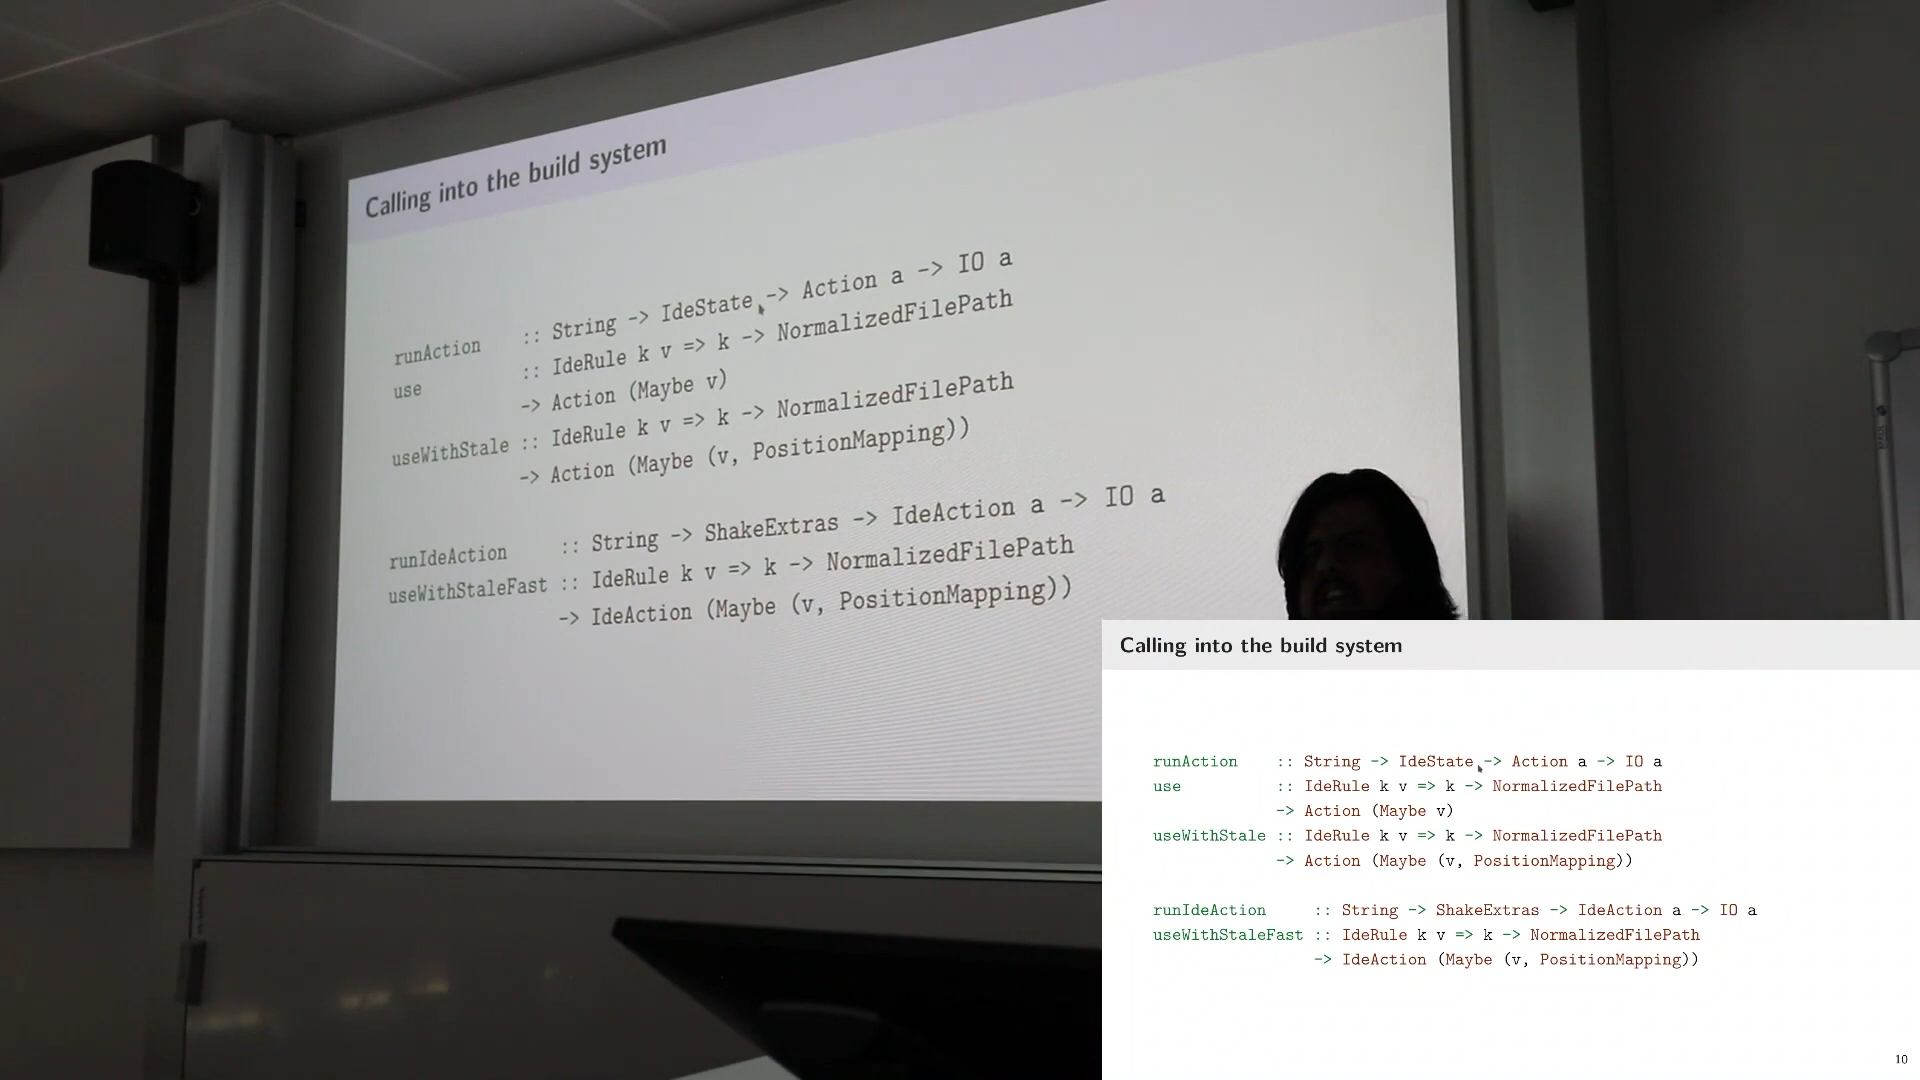 Calling into the build system
runAction :: String -> IdeState -> Action a -> IO a
use :: IdeRule k v => k -> NormalizedFilePath
-> Action (Maybe v)
useWithStale :: IdeRule k v => k -> NormalizedFilePath
-> Action (Maybe (v, PositionMapping))
runIdeAction :: String -> ShakeExtras -> IdeAction a -> IO a
useWithStaleFast :: IdeRule k v => k -> NormalizedFilePath
-> IdeAction (Maybe (v, PositionMapping))
Calling into the build system
runAction :: String -> IdeState -> Action a -> IO a
use :: IdeRule k v => k -> NormalizedFilePath
-> Action (Maybe v)
useWithStale :: IdeRule k v => k -> NormalizedFilePath
-> Action (Maybe (v, PositionMapping))
runIdeAction :: String -> ShakeExtras -> IdeAction a -> IO a
useWithStaleFast :: IdeRule k v => k -> NormalizedFilePath
-> IdeAction (Maybe (v, PositionMapping))
10